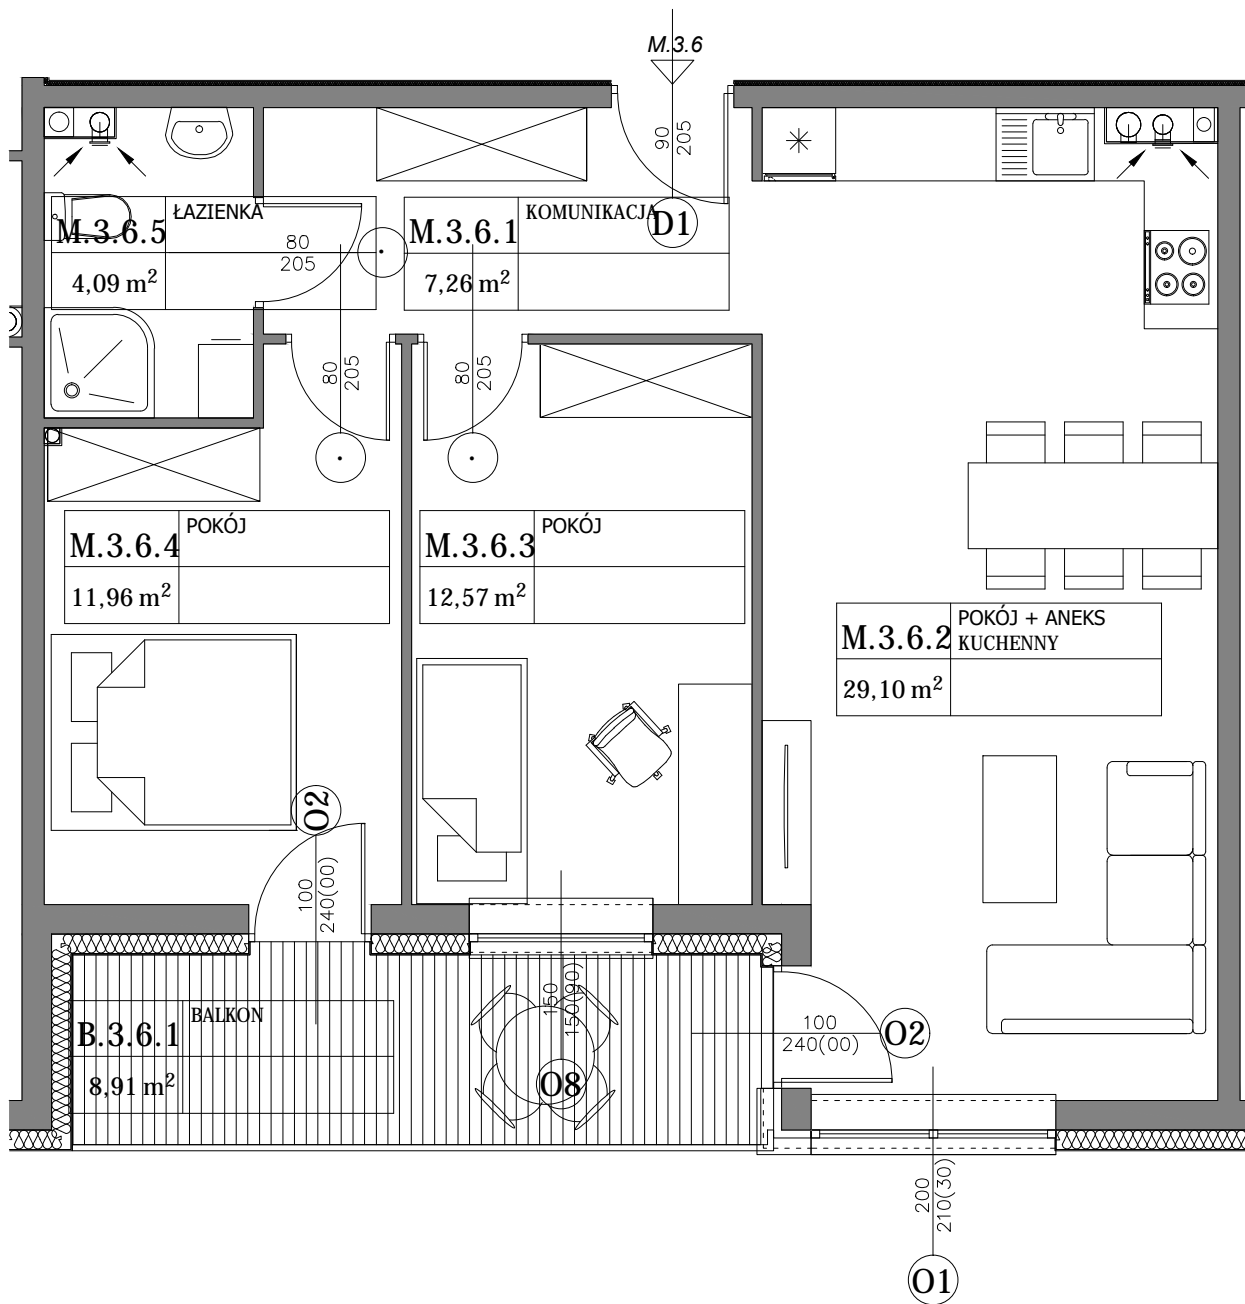 M.3.6
90
205
D1
ŁAZIENKA
M.3.6.5
4,09 m²
80
205
KOMUNIKACJA
M.3.6.1
7,26 m²
80
205
80
205
POKÓJ
M.3.6.4
11,96 m²
POKÓJ
M.3.6.3
12,57 m²
POKÓJ + ANEKS
KUCHENNY
M.3.6.2
29,10 m²
O2
100
240(00)
BALKON
B.3.6.1
8,91 m²
150
150(90)
O8
100
240(00)
O2
200
210(30)
O1